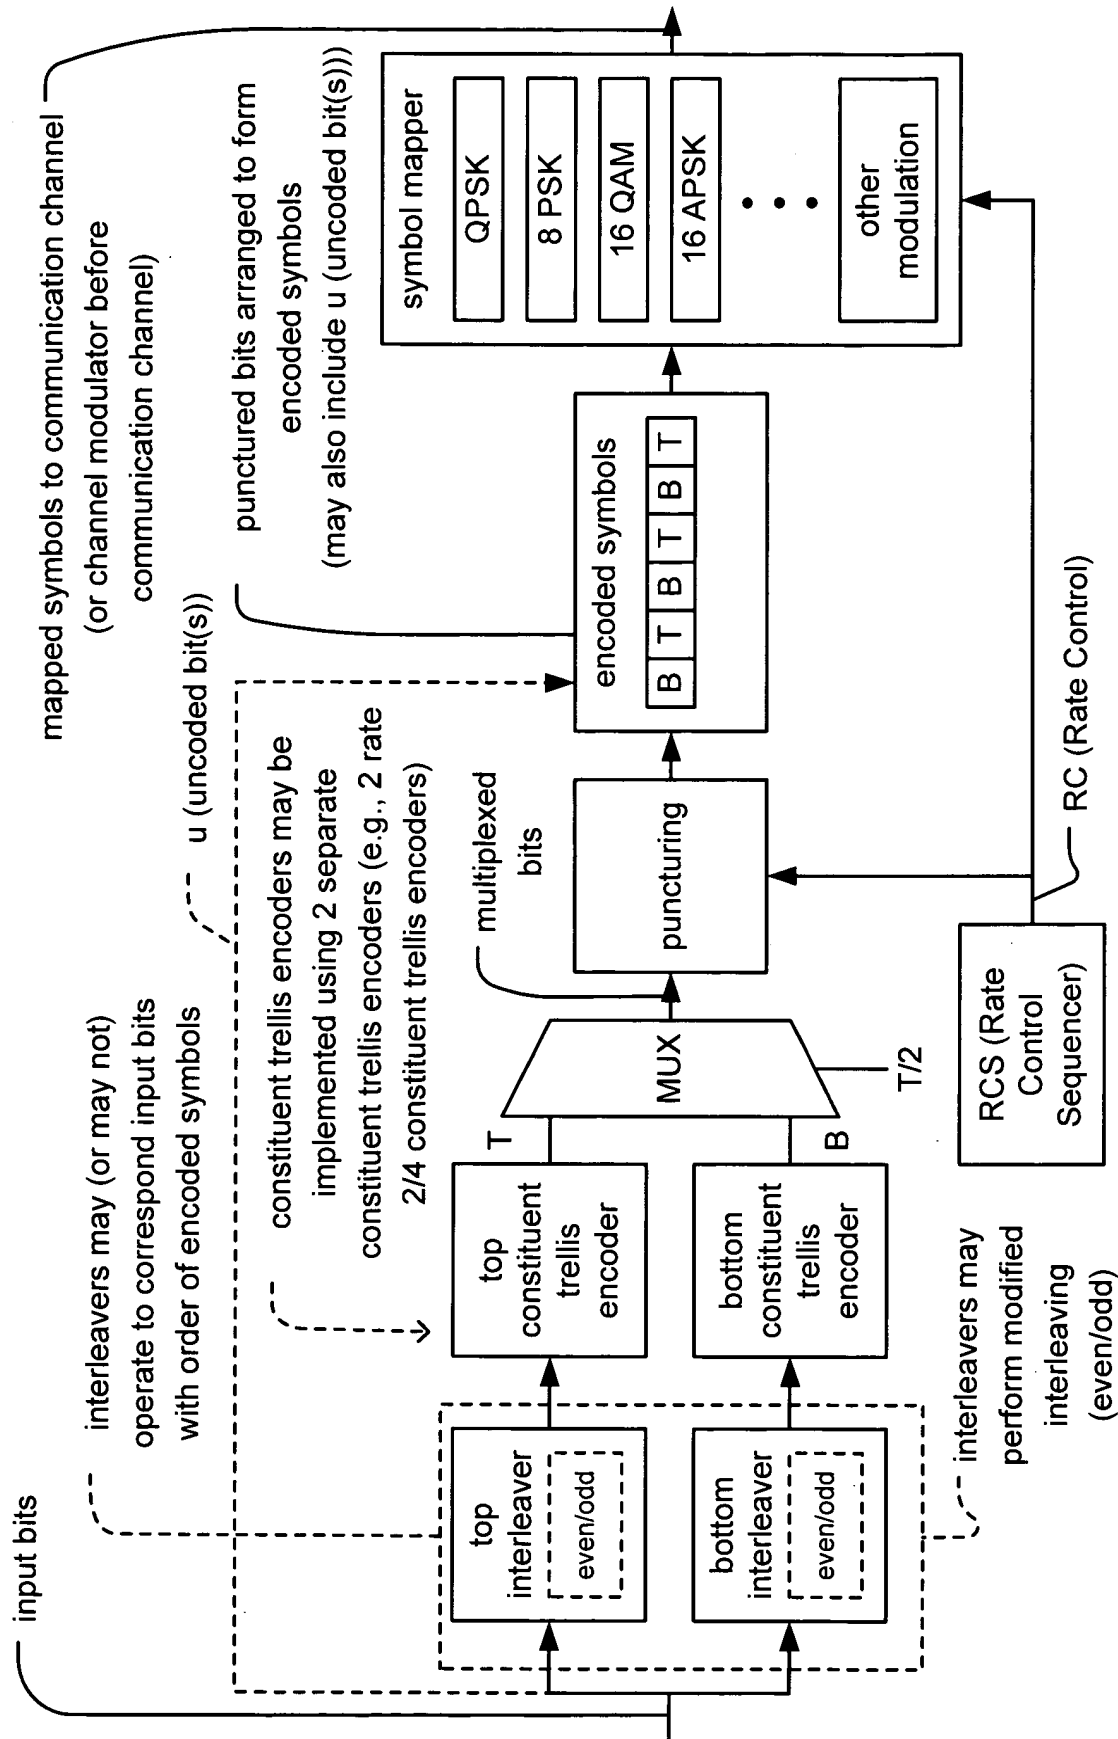 input bits
interleavers may (or may not)
operate to correspond input bits
with order of encoded symbols
u (uncoded bit(s))
mapped symbols to communication channel
(or channel modulator before
communication channel)
constituent trellis encoders may be
implemented using 2 separate
constituent trellis encoders (e.g., 2 rate
2/4 constituent trellis encoders)
punctured bits arranged to form
encoded symbols
(may also include u (uncoded bit(s)))
top
interleaver
even/odd
bottom
interleaver
even/odd
interleavers may
perform modified
interleaving
(even/odd)
top
constituent
trellis
encoder
bottom
constituent
trellis
encoder
T
B
MUX
T/2
multiplexed
bits
puncturing
encoded symbols
B T B T B T
symbol mapper
QPSK
8 PSK
16 QAM
16 APSK
other
modulation
RCS (Rate
Control
Sequencer)
RC (Rate Control)